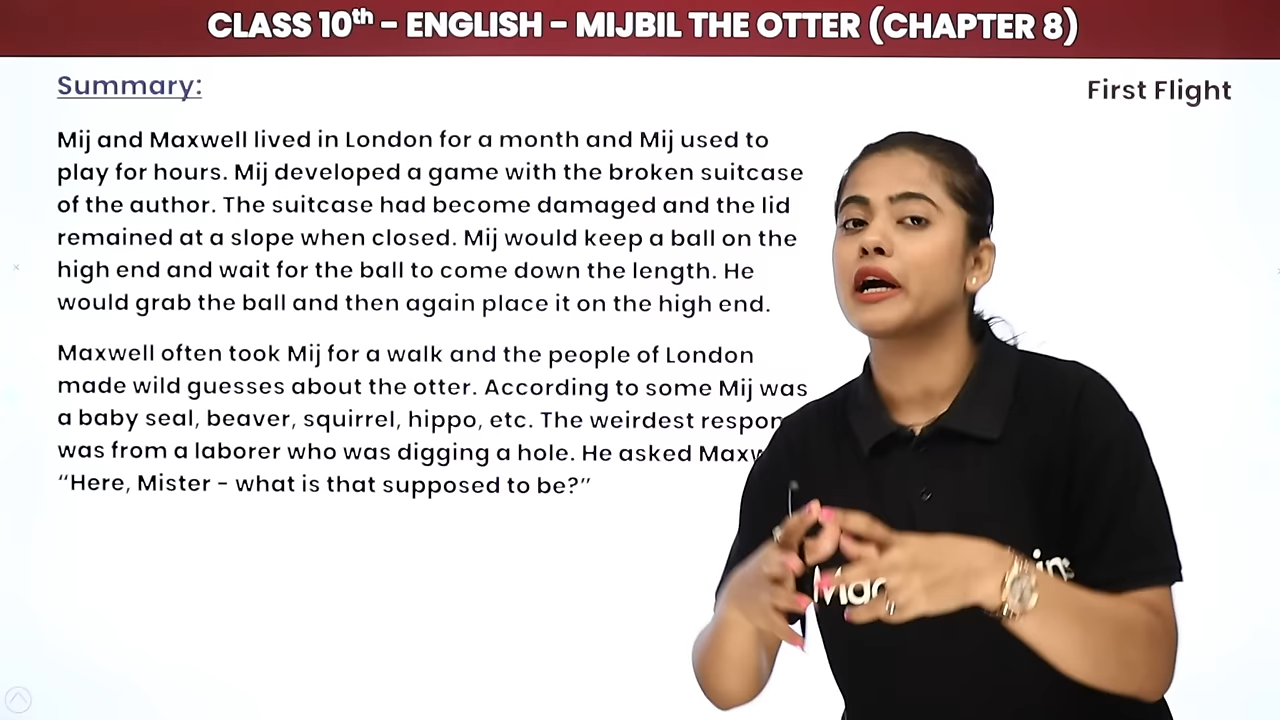 CLASS 10th - ENGLISH - MIJBIL THE OTTER (CHAPTER 8)
Summary:
First Flight
Mij and Maxwell lived in London for a month and Mij used to
play for hours. Mij developed a game with the broken suitcase
of the author. The suitcase had become damaged and the lid
remained at a slope when closed. Mij would keep a ball on the
high end and wait for the ball to come down the length. He
would grab the ball and then again place it on the high end.
Maxwell often took Mij for a walk and the people of London
made wild guesses about the otter. According to some Mij was
a baby seal, beaver, squirrel, hippo, etc. The weirdest
was from a laborer who was digging a hole. He asked
“Here, Mister - what is that supposed to be?”